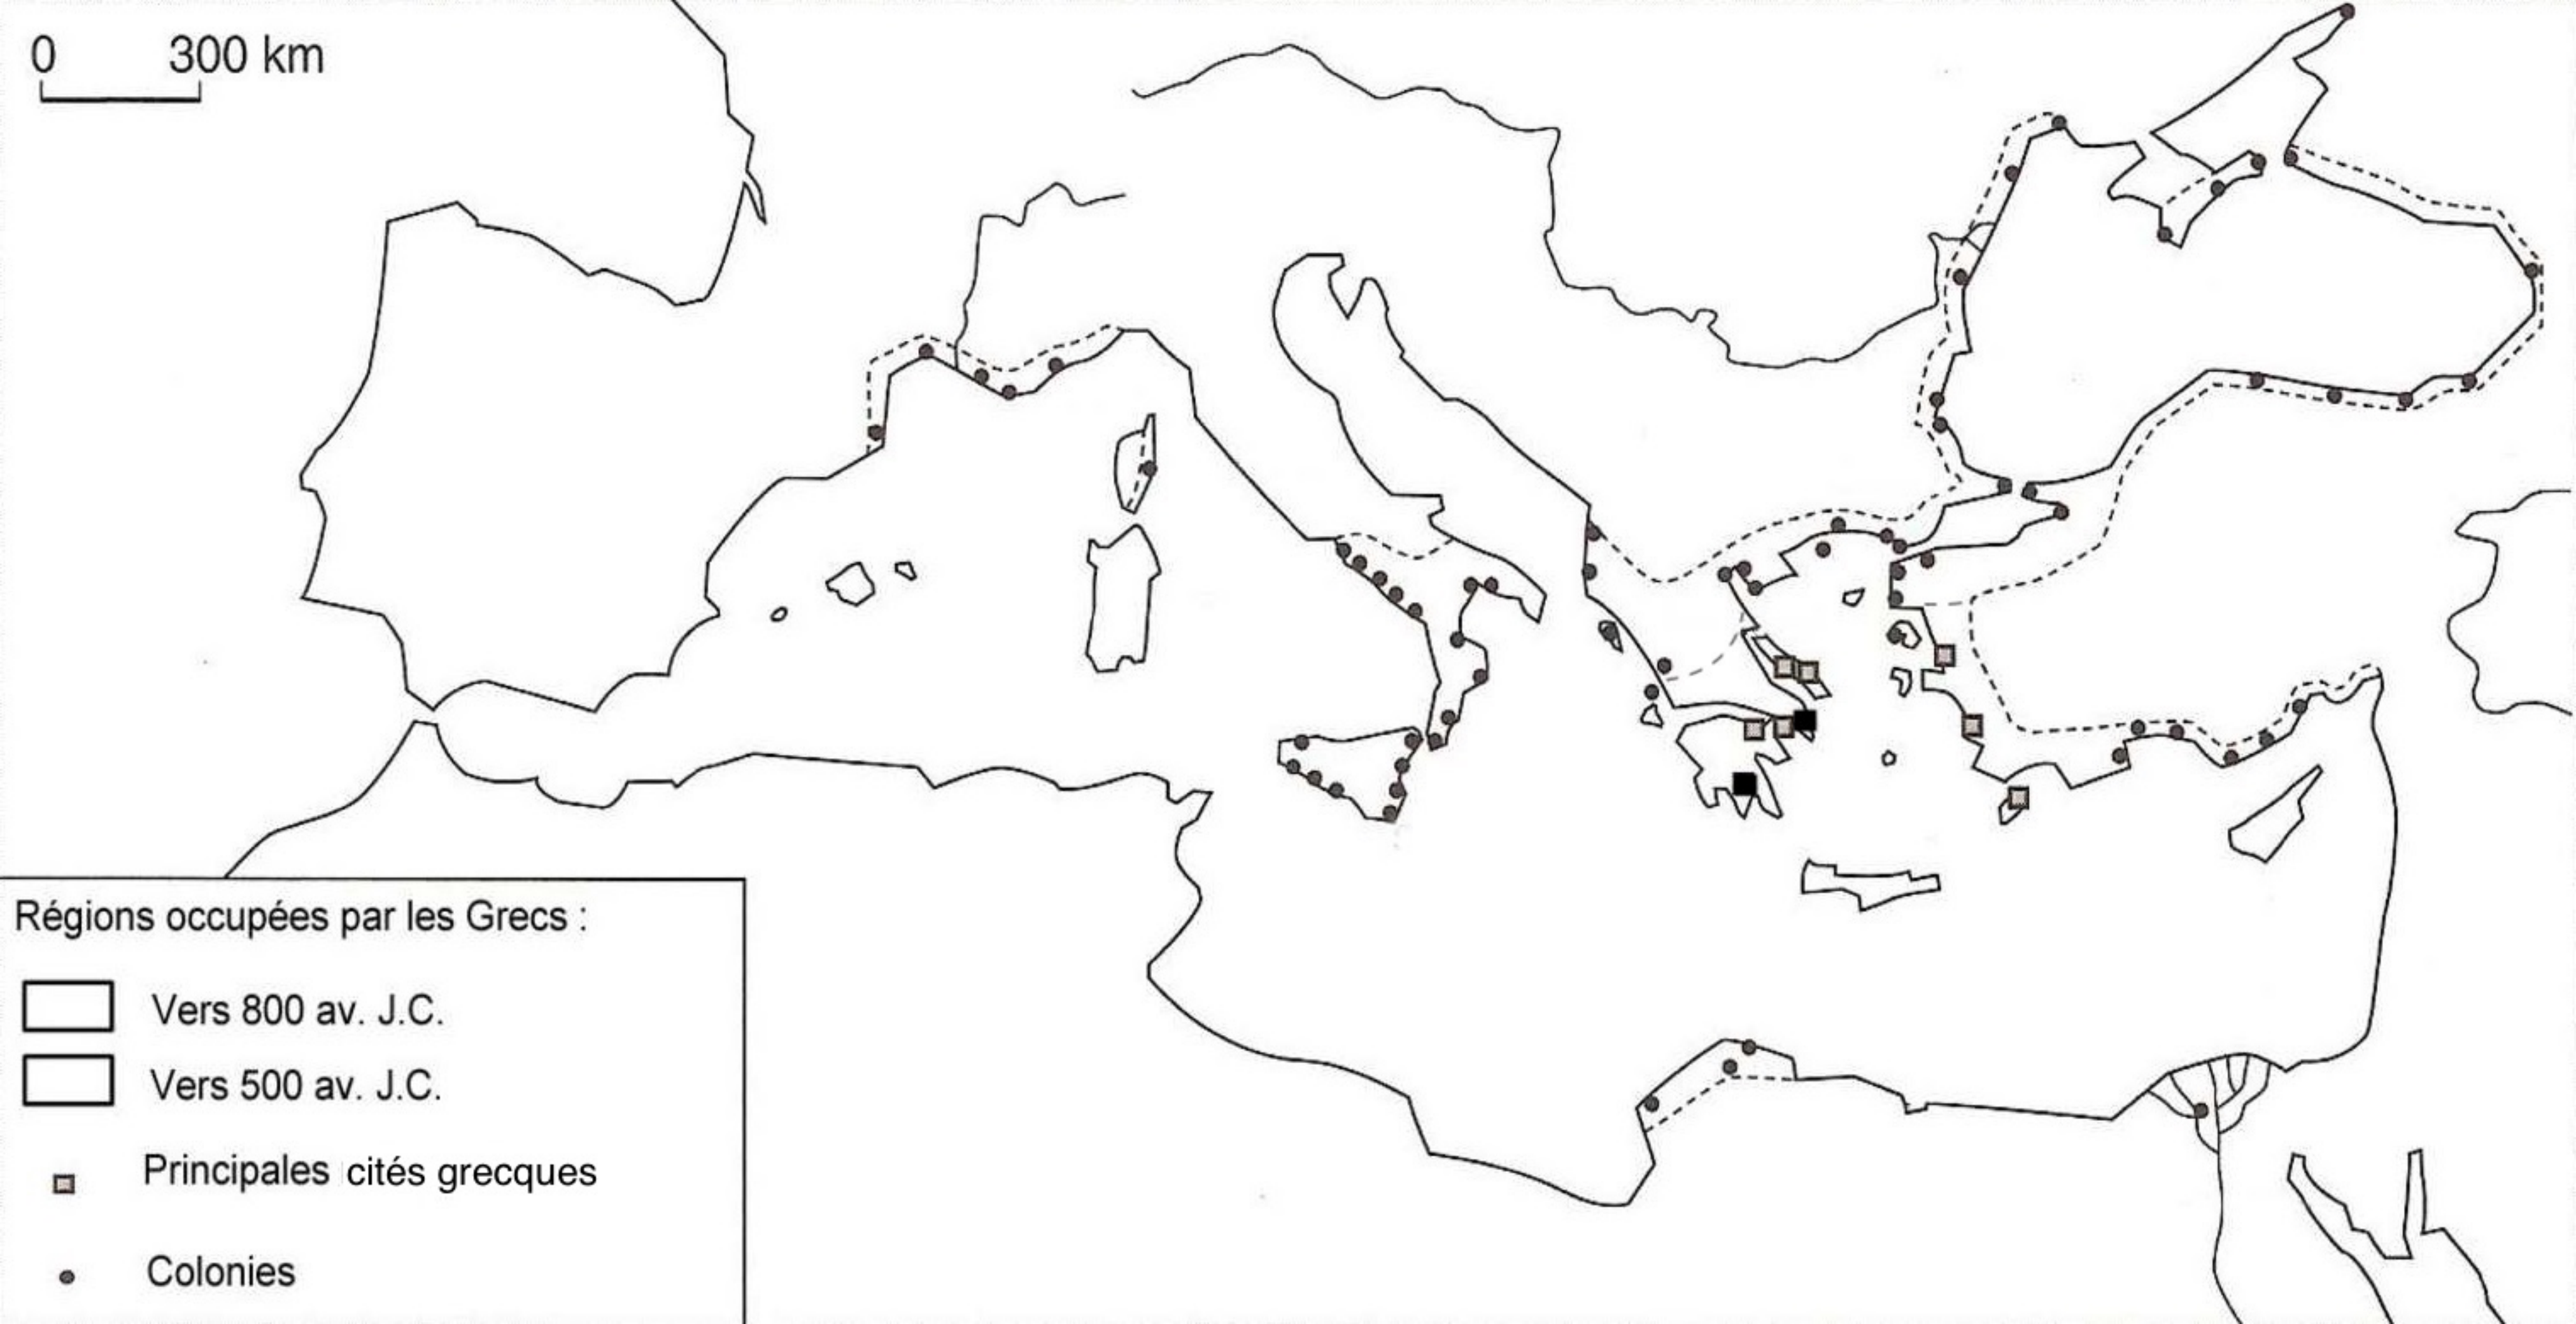 0 300 km
Régions occupées par les Grecs :
Vers 800 av. J.C.
Vers 500 av. J.C.
Principales cités grecques
Colonies